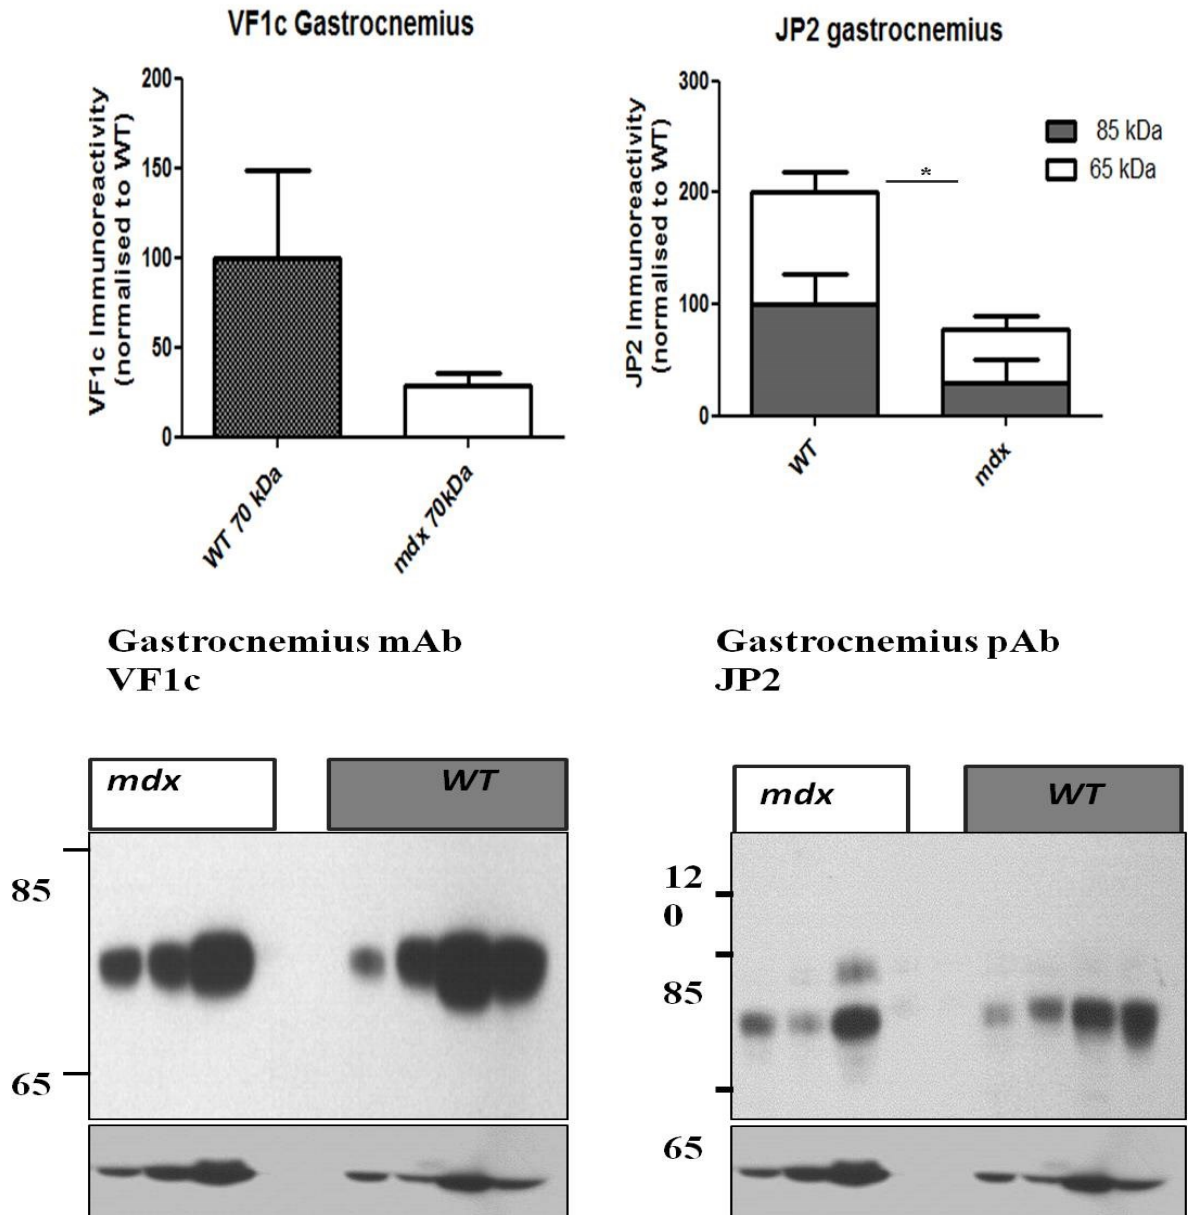 VF1c Gastrocnemius
VF1c Immunoreactivity
(normalised to WT)
200
150
100
50
0
WT 70 kDa
mdx 70kDa
JP2 gastrocnemius
JP2 Immunoreactivity
(normalised to WT)
300
200
100
0
*
85 kDa
65 kDa
WT
mdx
Gastrocnemius mAb
VF1c
mdx
WT
85
65
Gastrocnemius pAb
JP2
mdx
WT
12
0
85
65